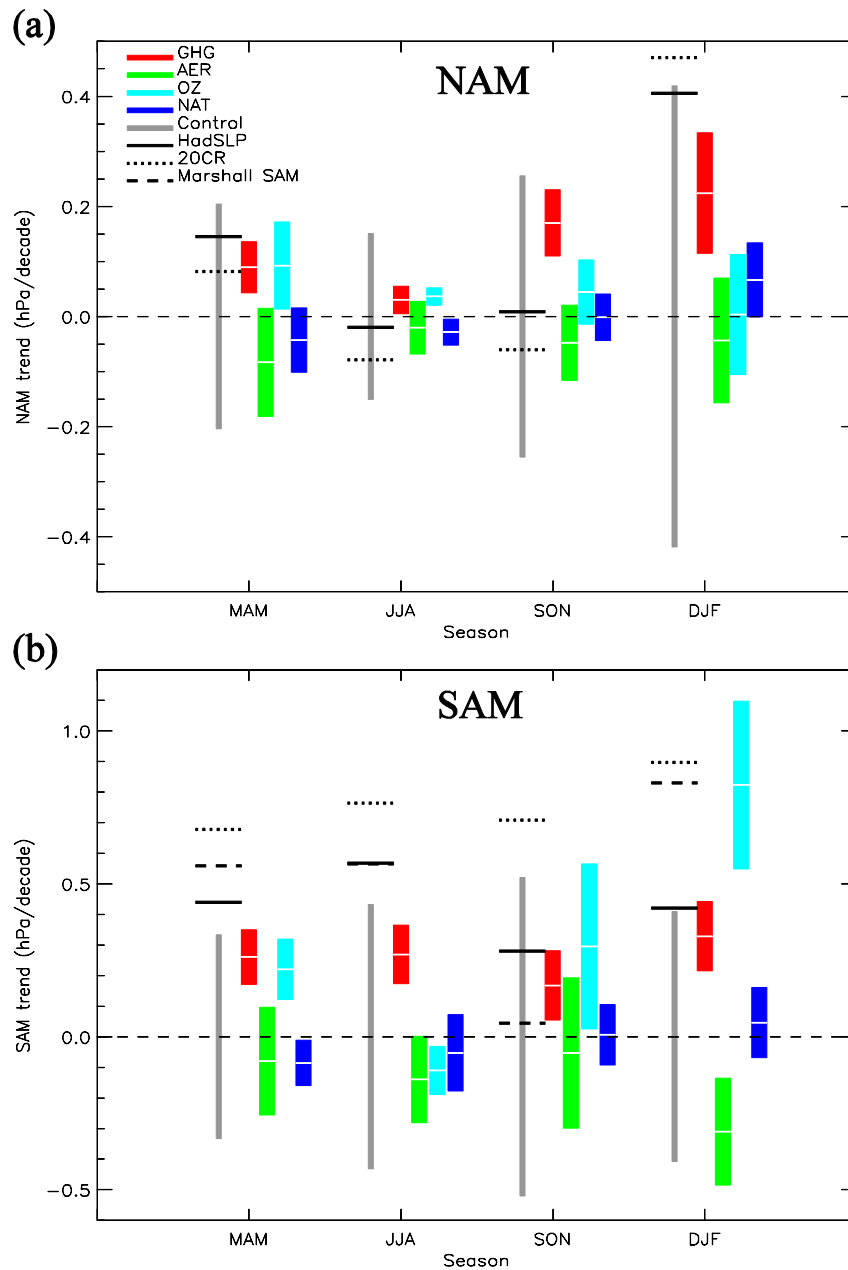 (a)
NAM
GHG
AER
OZ
NAT
Control
HadSLP
20CR
Marshall SAM
NAM trend (hPa/decade)
0.4
0.2
0.0
−0.2
−0.4
MAM JJA SON DJF
Season
(b)
SAM
SAM trend (hPa/decade)
1.0
0.5
0.0
−0.5
MAM JJA SON DJF
Season